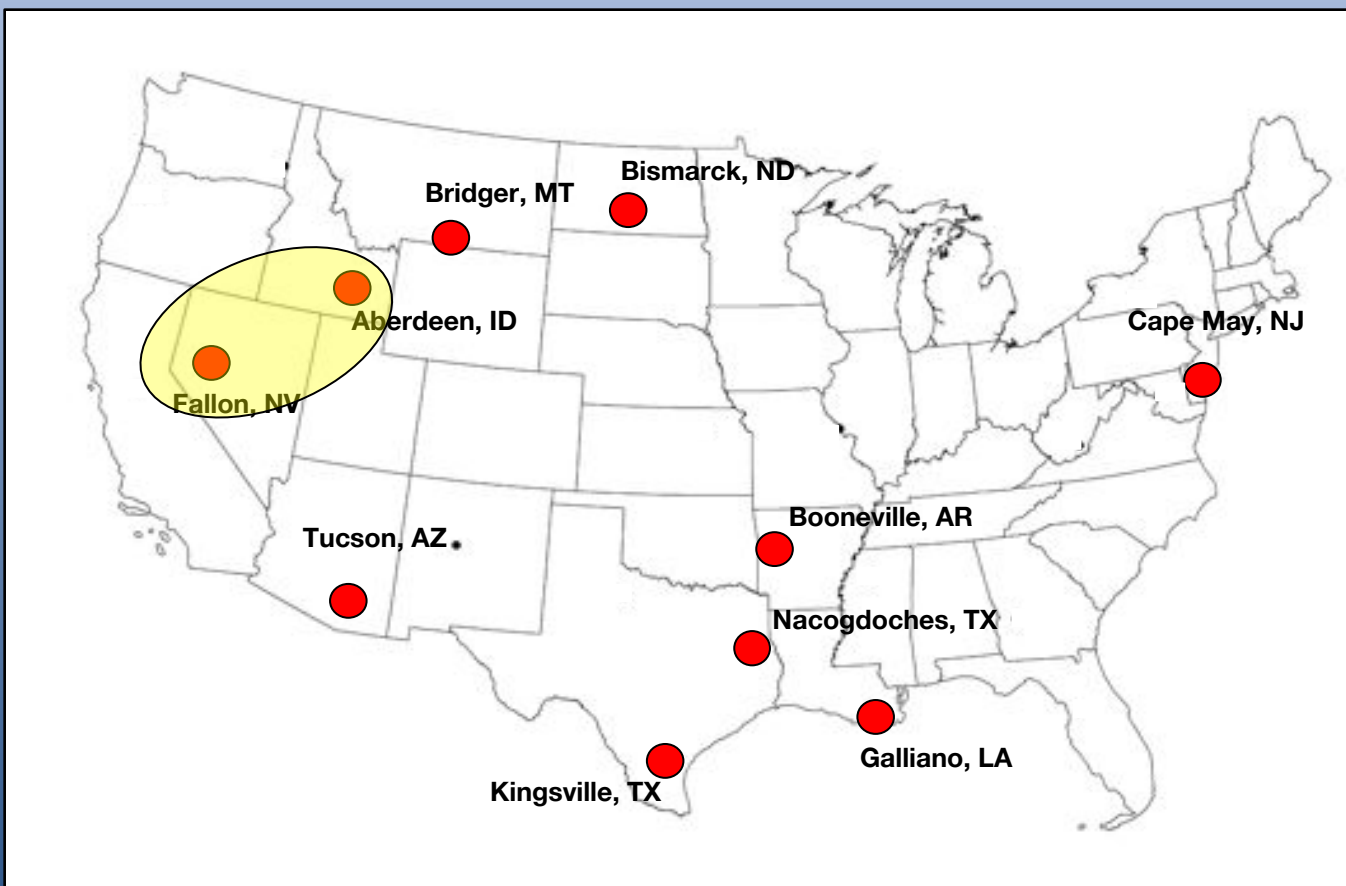 Bismarck, ND
Bridger, MT
Aberdeen, ID
Cape May, NJ
Fallon, NV
Booneville, AR
Tucson, AZ
Nacogdoches, TX
Galliano, LA
Kingsville, TX